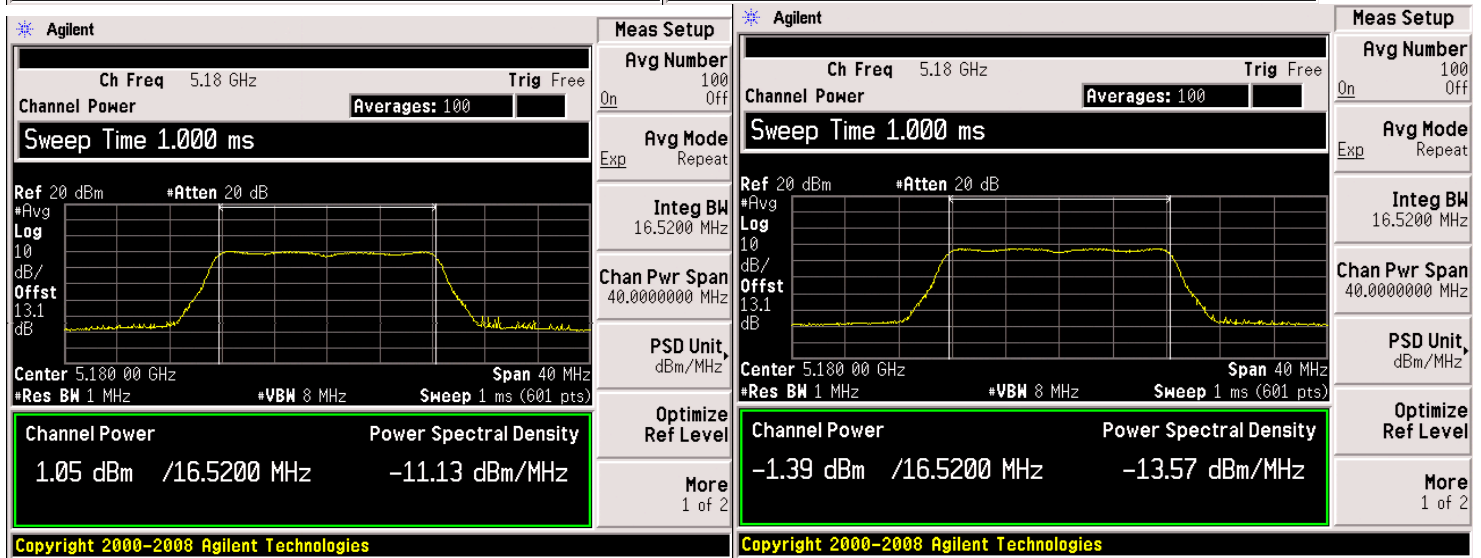 Agilent
Meas Setup
Ch Freq 5.18 GHz Trig Free
Channel Power Averages: 100
Sweep Time 1.000 ms
Ref 20 dBm #Atten 20 dB
#Avg
Log
10
dB/
Offst
13.1
dB
Center 5.180 00 GHz Span 40 MHz
#Res BW 1 MHz #VBW 8 MHz Sweep 1 ms (601 pts)
Channel Power Power Spectral Density
1.05 dBm /16.5200 MHz -11.13 dBm/MHz
Copyright 2000-2008 Agilent Technologies
Avg Number
100
On Off
Avg Mode
Exp Repeat
Integ BW
16.5200 MHz
Chan Pwr Span
40.0000000 MHz
PSD Unit
dBm/MHz
Optimize
Ref Level
More
1 of 2
Agilent
Meas Setup
Ch Freq 5.18 GHz Trig Free
Channel Power Averages: 100
Sweep Time 1.000 ms
Ref 20 dBm #Atten 20 dB
#Avg
Log
10
dB/
Offst
13.1
dB
Center 5.180 00 GHz Span 40 MHz
#Res BW 1 MHz #VBW 8 MHz Sweep 1 ms (601 pts)
Channel Power Power Spectral Density
-1.39 dBm /16.5200 MHz -13.57 dBm/MHz
Copyright 2000-2008 Agilent Technologies
Avg Number
100
On Off
Avg Mode
Exp Repeat
Integ BW
16.5200 MHz
Chan Pwr Span
40.0000000 MHz
PSD Unit
dBm/MHz
Optimize
Ref Level
More
1 of 2